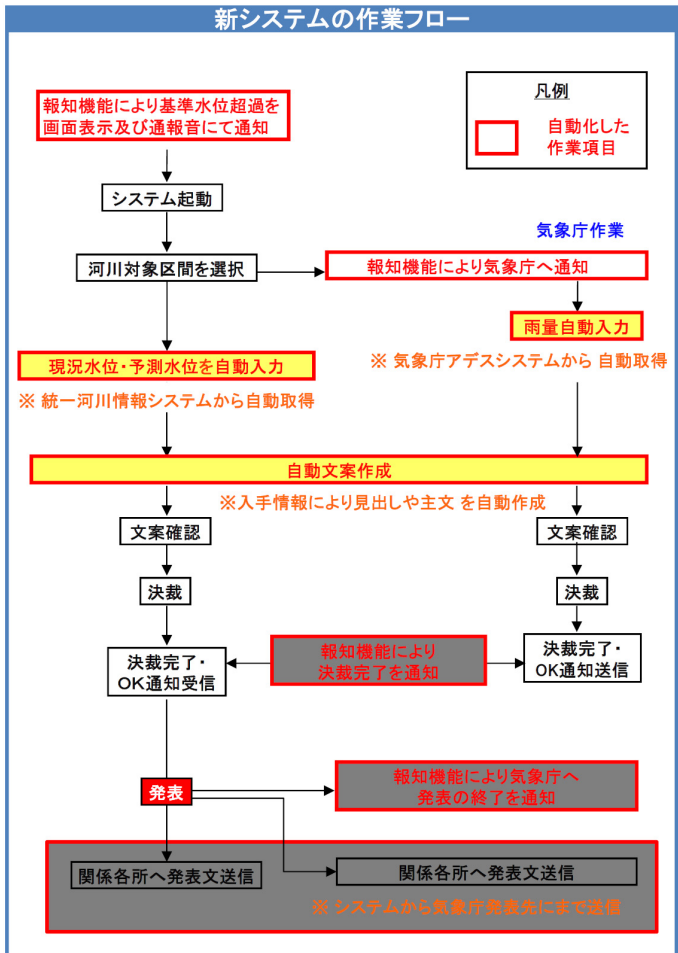 新システムの作業フロー
報知機能により基準水位超過を
画面表示及び通報音にて通知
凡例
自動化した
作業項目
システム起動
気象庁作業
河川対象区間を選択
報知機能により気象庁へ通知
雨量自動入力
※ 気象庁アデスシステムから 自動取得
現況水位・予測水位を自動入力
※ 統一河川情報システムから自動取得
自動文案作成
※入手情報により見出しや主文 を自動作成
文案確認
文案確認
決裁
決裁
決裁完了・
OK通知受信
報知機能により
決裁完了を通知
決裁完了・
OK通知送信
発表
報知機能により気象庁へ
発表の終了を通知
関係各所へ発表文送信
関係各所へ発表文送信
※ システムから気象庁発表先にまで送信